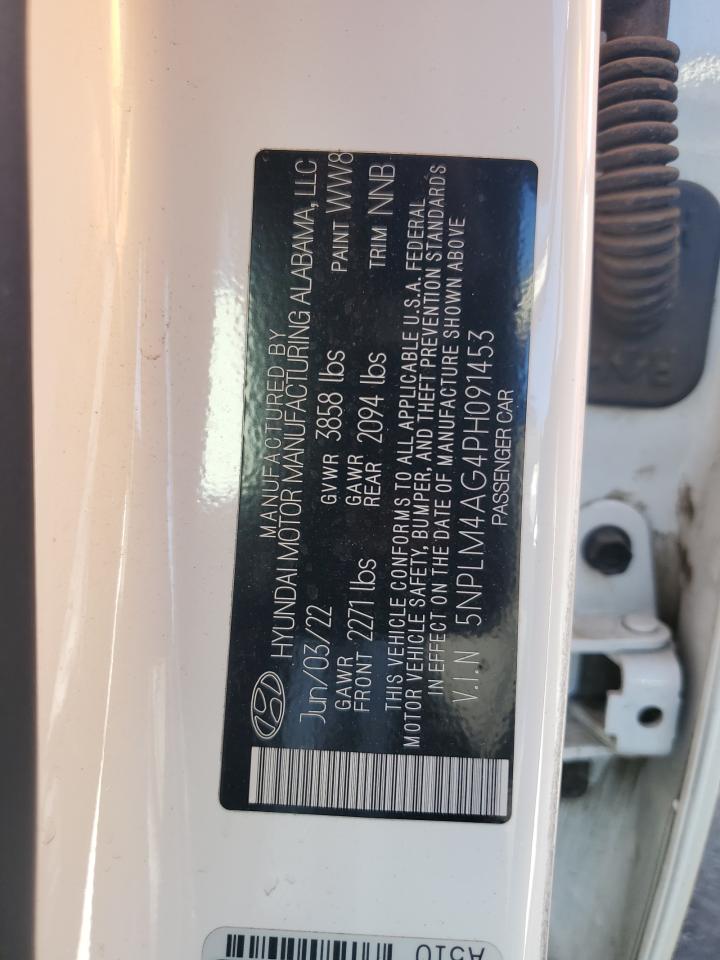 MANUFACTURED BY
HYUNDAI MOTOR MANUFACTURING ALABAMA, LLC
Jun/03/22 GVWR 3858 lbs PAINT WW8
GAWR FRONT 2271 lbs GAWR REAR 2094 lbs TRIM NNB
THIS VEHICLE CONFORMS TO ALL APPLICABLE U.S.A. FEDERAL
MOTOR VEHICLE SAFETY, BUMPER, AND THEFT PREVENTION STANDARDS
IN EFFECT ON THE DATE OF MANUFACTURE SHOWN ABOVE
V.I.N 5NPLM4AG4PH091453
PASSENGER CAR
A510